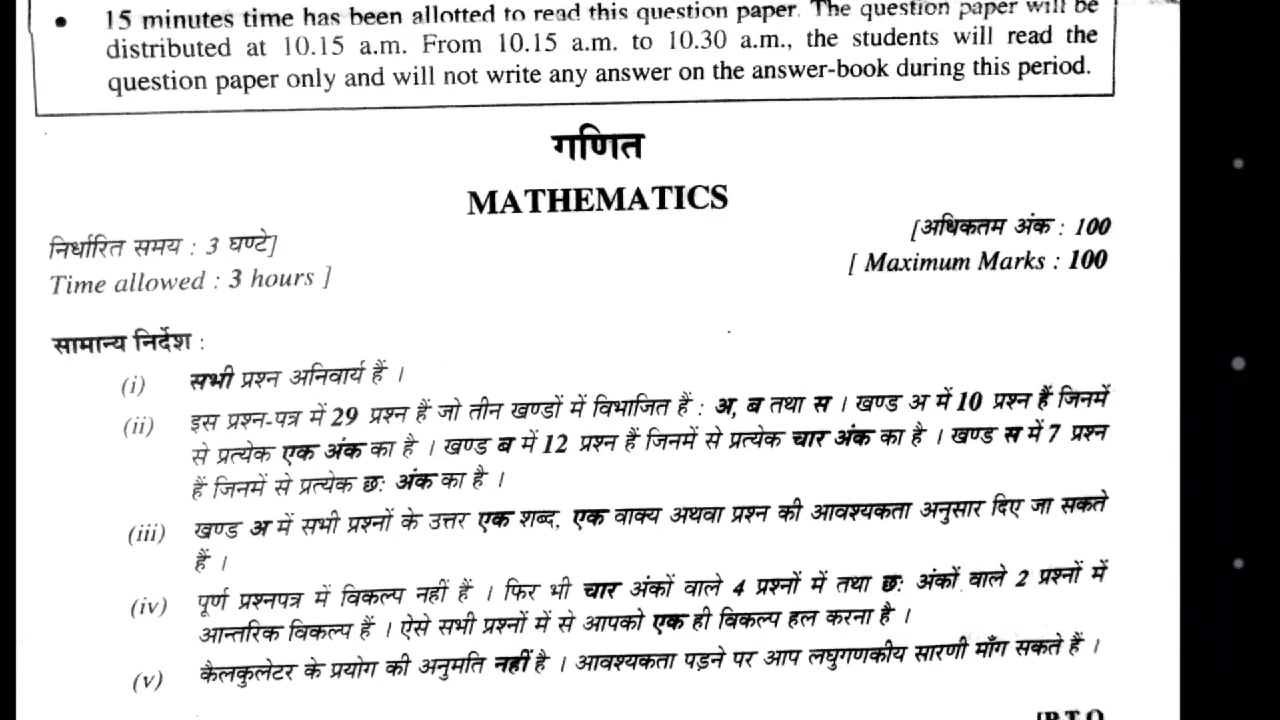 • 15 minutes time has been allotted to read this question paper. The question paper will be
distributed at 10.15 a.m. From 10.15 a.m. to 10.30 a.m., the students will read the
question paper only and will not write any answer on the answer-book during this period.
गणित
MATHEMATICS
निर्धारित समय : 3 घण्टे]
[अधिकतम अंक : 100
Time allowed : 3 hours ]
[ Maximum Marks : 100
सामान्य निर्देश :
(i) सभी प्रश्न अनिवार्य हैं ।
(ii) इस प्रश्न-पत्र में 29 प्रश्न हैं जो तीन खण्डों में विभाजित हैं : अ, ब तथा स । खण्ड अ में 10 प्रश्न हैं जिनमें
से प्रत्येक एक अंक का है । खण्ड ब में 12 प्रश्न हैं जिनमें से प्रत्येक चार अंक का है । खण्ड स में 7 प्रश्न
हैं जिनमें से प्रत्येक छः अंक का है ।
(iii) खण्ड अ में सभी प्रश्नों के उत्तर एक शब्द, एक वाक्य अथवा प्रश्न की आवश्यकता अनुसार दिए जा सकते
हैं ।
(iv) पूर्ण प्रश्नपत्र में विकल्प नहीं हैं । फिर भी चार अंकों वाले 4 प्रश्नों में तथा छः अंकों वाले 2 प्रश्नों में
आन्तरिक विकल्प हैं । ऐसे सभी प्रश्नों में से आपको एक ही विकल्प हल करना है ।
(v) कैलकुलेटर के प्रयोग की अनुमति नहीं है । आवश्यकता पड़ने पर आप लघुगणकीय सारणी माँग सकते हैं ।
[P.T.O.